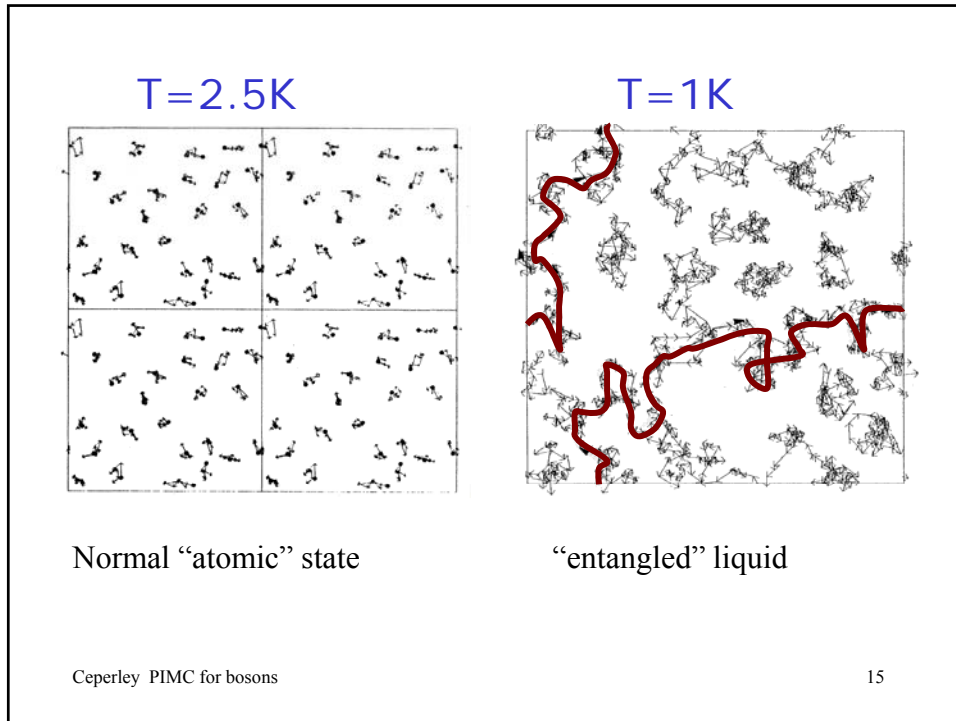 T=2.5K
T=1K
Normal “atomic” state
“entangled” liquid
Ceperley PIMC for bosons
15